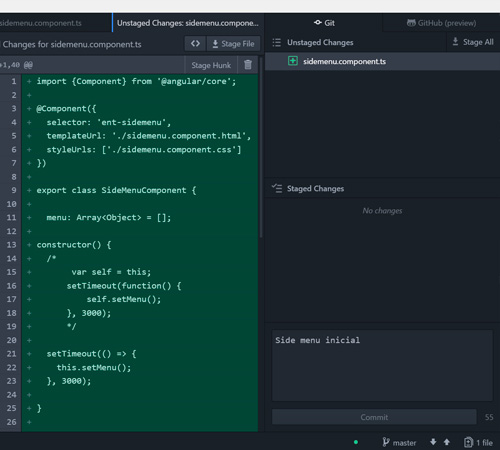 sidemenu.component.ts
Unstaged Changes: sidemenu.compone...
Git
GitHub (preview)
Changes for sidemenu.component.ts
Stage File
Unstaged Changes
Stage All
+1,40 @@
Stage Hunk
sidemenu.component.ts
1 + import {Component} from '@angular/core';
2 +
3 + @Component({
4 + selector: 'ent-sidemenu',
5 + templateUrl: './sidemenu.component.html',
6 + styleUrls: ['./sidemenu.component.css']
7 + })
8 +
9 + export class SideMenuComponent {
10 +
11 + menu: Array<Object> = [];
12 +
13 + constructor() {
14 + /*
15 + var self = this;
16 + setTimeout(function() {
17 + self.setMenu();
18 + }, 3000);
19 + */
20 +
21 + setTimeout(() => {
22 + this.setMenu();
23 + }, 3000);
24 +
25 + }
26 +
Staged Changes
No changes
Side menu inicial
Commit
55
master
1 file